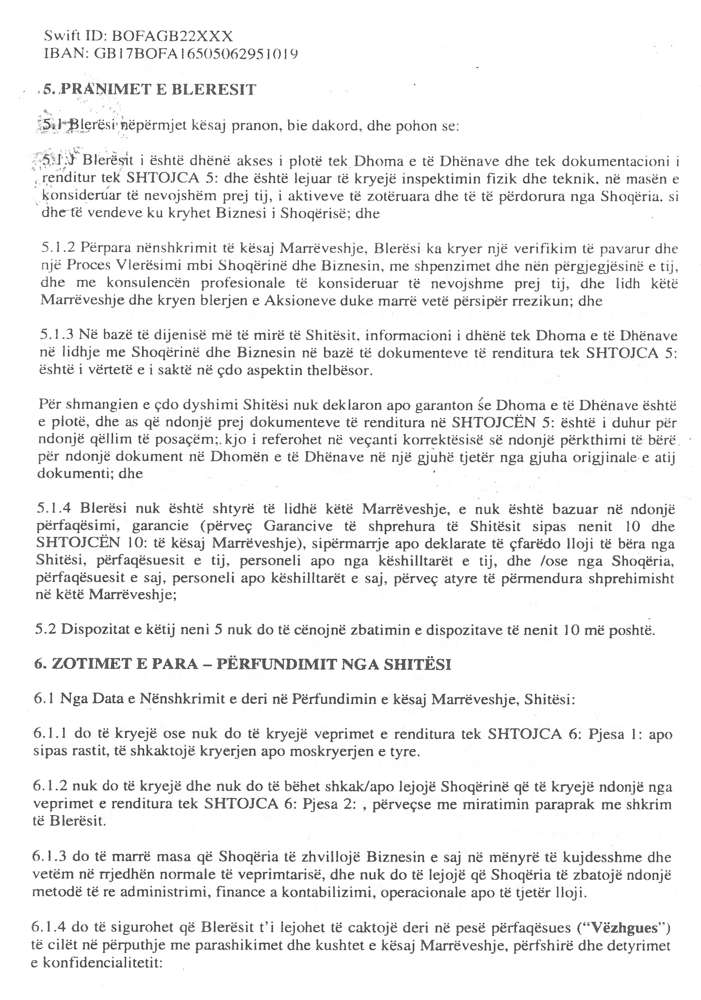 Swift ID: BOFAGB22XXX
IBAN: GB17BOFA16505062951019
5. PRANIMET E BLERESIT
5.1 Blerësi nëpërmjet kësaj pranon, bie dakord, dhe pohon se:
5.1.1 Blerësit i është dhënë akses i plotë tek Dhoma e të Dhënave dhe tek dokumentacioni i
renditur tek SHTOJCA 5: dhe është lejuar të kryejë inspektimin fizik dhe teknik, në masën e
konsideruar të nevojshëm prej tij, i aktiveve të zotëruara dhe të të përdorura nga Shoqëria, si
dhe të vendeve ku kryhet Biznesi i Shoqërisë; dhe
5.1.2 Përpara nënshkrimit të kësaj Marrëveshje, Blerësi ka kryer një verifikim të pavarur dhe
një Proces Vlerësimi mbi Shoqërinë dhe Biznesin, me shpenzimet dhe nën përgjegjësinë e tij,
dhe me konsulencën profesionale të konsideruar të nevojshme prej tij, dhe lidh këtë
Marrëveshje dhe kryen blerjen e Aksioneve duke marrë vetë përsipër rrezikun; dhe
5.1.3 Në bazë të dijenisë më të mirë të Shitësit, informacioni i dhënë tek Dhoma e të Dhënave
në lidhje me Shoqërinë dhe Biznesin në bazë të dokumenteve të renditura tek SHTOJCA 5:
është i vërtetë e i saktë në çdo aspektin thelbësor.
Për shmangien e çdo dyshimi Shitësi nuk deklaron apo garanton se Dhoma e të Dhënave është
e plotë, dhe as që ndonjë prej dokumenteve të renditura në SHTOJCËN 5: është i duhur për
ndonjë qëllim të posaçëm; kjo i referohet në veçanti korrektësisë së ndonjë përkthimi të bërë
për ndonjë dokument në Dhomën e të Dhënave në një gjuhë tjetër nga gjuha origjinale e atij
dokumenti; dhe
5.1.4 Blerësi nuk është shtyrë të lidhë këtë Marrëveshje, e nuk është bazuar në ndonjë
përfaqësimi, garancie (përveç Garancive të shprehura të Shitësit sipas nenit 10 dhe
SHTOJCËN 10: të kësaj Marrëveshje), sipërmarrje apo deklarate të çfarëdo lloji të bëra nga
Shitësi, përfaqësuesit e tij, personeli apo nga këshilltarët e tij, dhe /ose nga Shoqëria,
përfaqësuesit e saj, personeli apo këshilltarët e saj, përveç atyre të përmendura shprehimisht
në këtë Marrëveshje;
5.2 Dispozitat e këtij neni 5 nuk do të cënojnë zbatimin e dispozitave të nenit 10 më poshtë.
6. ZOTIMET E PARA – PËRFUNDIMIT NGA SHITËSI
6.1 Nga Data e Nënshkrimit e deri në Përfundimin e kësaj Marrëveshje, Shitësi:
6.1.1 do të kryejë ose nuk do të kryejë veprimet e renditura tek SHTOJCA 6: Pjesa 1: apo
sipas rastit, të shkaktojë kryerjen apo moskryerjen e tyre.
6.1.2 nuk do të kryejë dhe nuk do të bëhet shkak/apo lejojë Shoqërinë që të kryejë ndonjë nga
veprimet e renditura tek SHTOJCA 6: Pjesa 2: , përveçse me miratimin paraprak me shkrim
të Blerësit.
6.1.3 do të marrë masa që Shoqëria të zhvillojë Biznesin e saj në mënyrë të kujdesshme dhe
vetëm në rrjedhën normale të veprimtarisë, dhe nuk do të lejojë që Shoqëria të zbatojë ndonjë
metodë të re administrimi, finance a kontabilizimi, operacionale apo të tjetër lloji.
6.1.4 do të sigurohet që Blerësit t’i lejohet të caktojë deri në pesë përfaqësues (“Vëzhgues”)
të cilët në përputhje me parashikimet dhe kushtet e kësaj Marrëveshje, përfshirë dhe detyrimet
e konfidencialitetit: